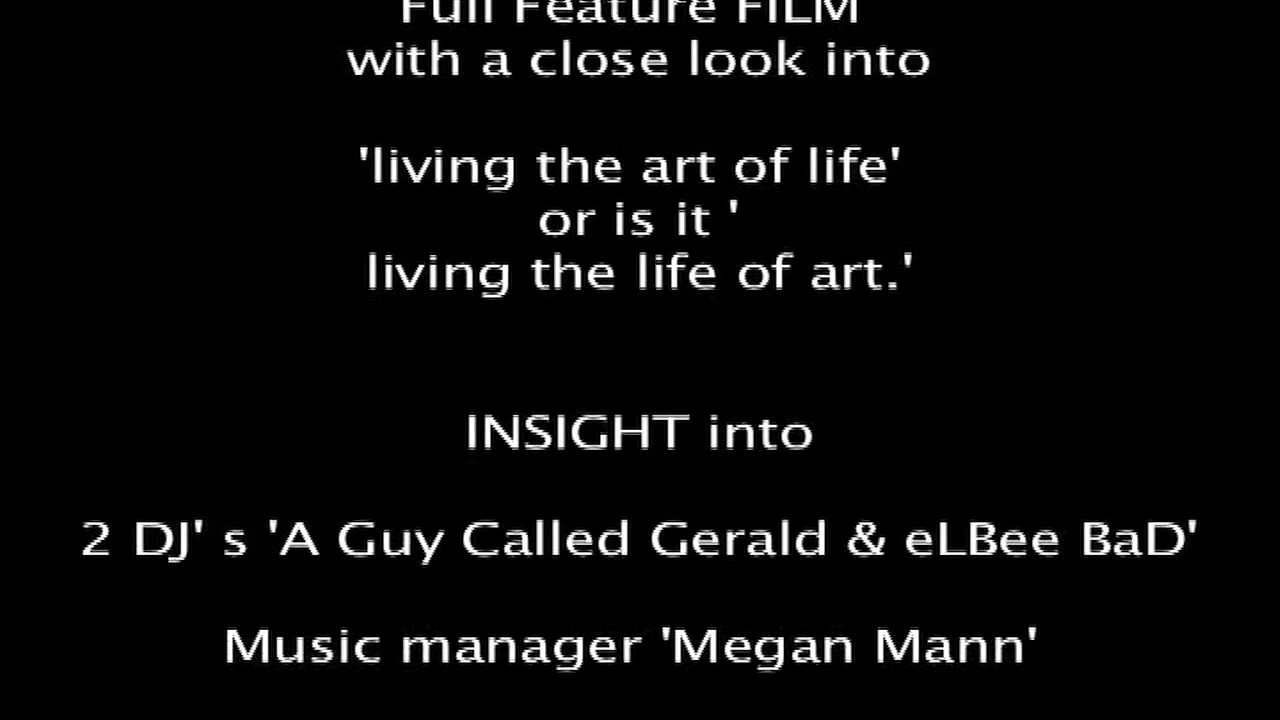 Full Feature FILM
with a close look into
'living the art of life'
or is it '
living the life of art.'
INSIGHT into
2 DJ' s 'A Guy Called Gerald & eLBee BaD'
Music manager 'Megan Mann'